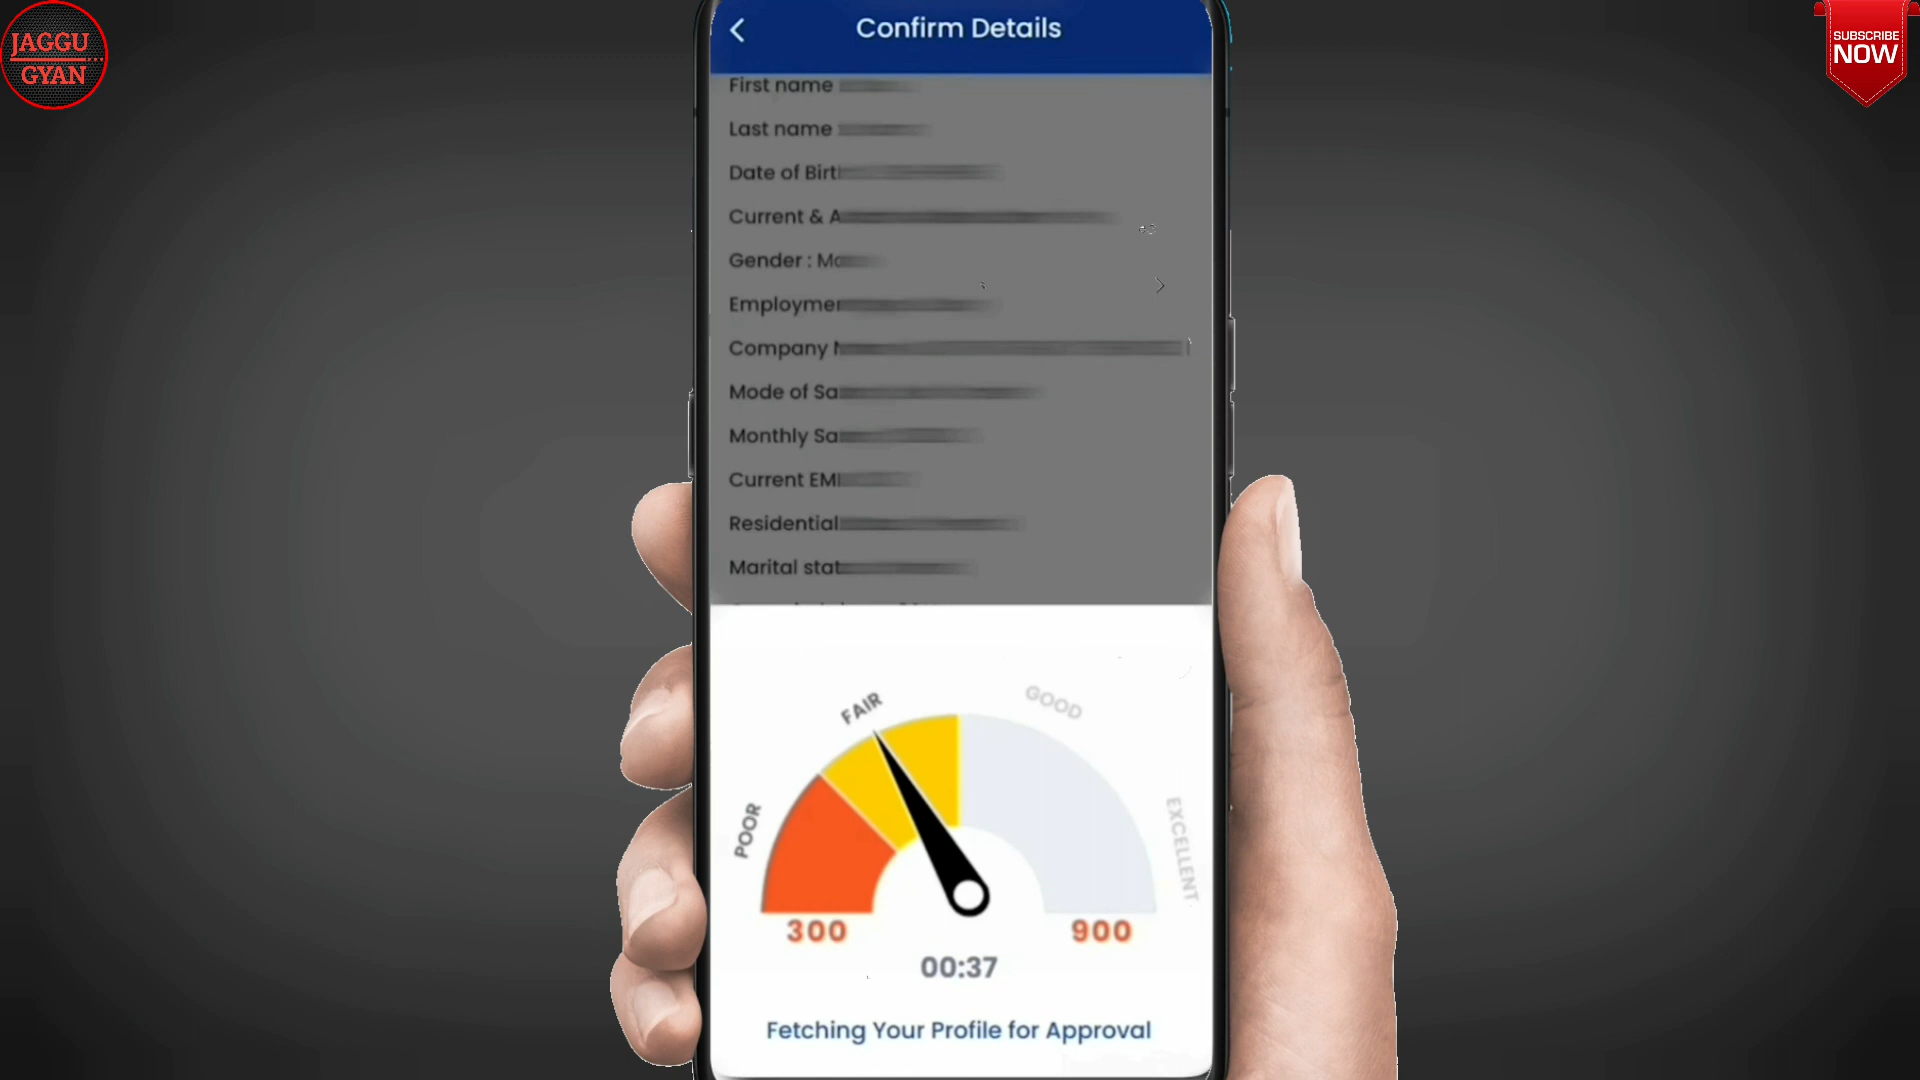 JAGGU
GYAN
SUBSCRIBE
NOW
Confirm Details
First name
Last name
Date of Birt
Current & A
Gender : Ma
Employmen
Company N
Mode of Sa
Monthly Sa
Current EMI
Residential
Marital stat
POOR
FAIR
GOOD
EXCELLENT
300
900
00:37
Fetching Your Profile for Approval